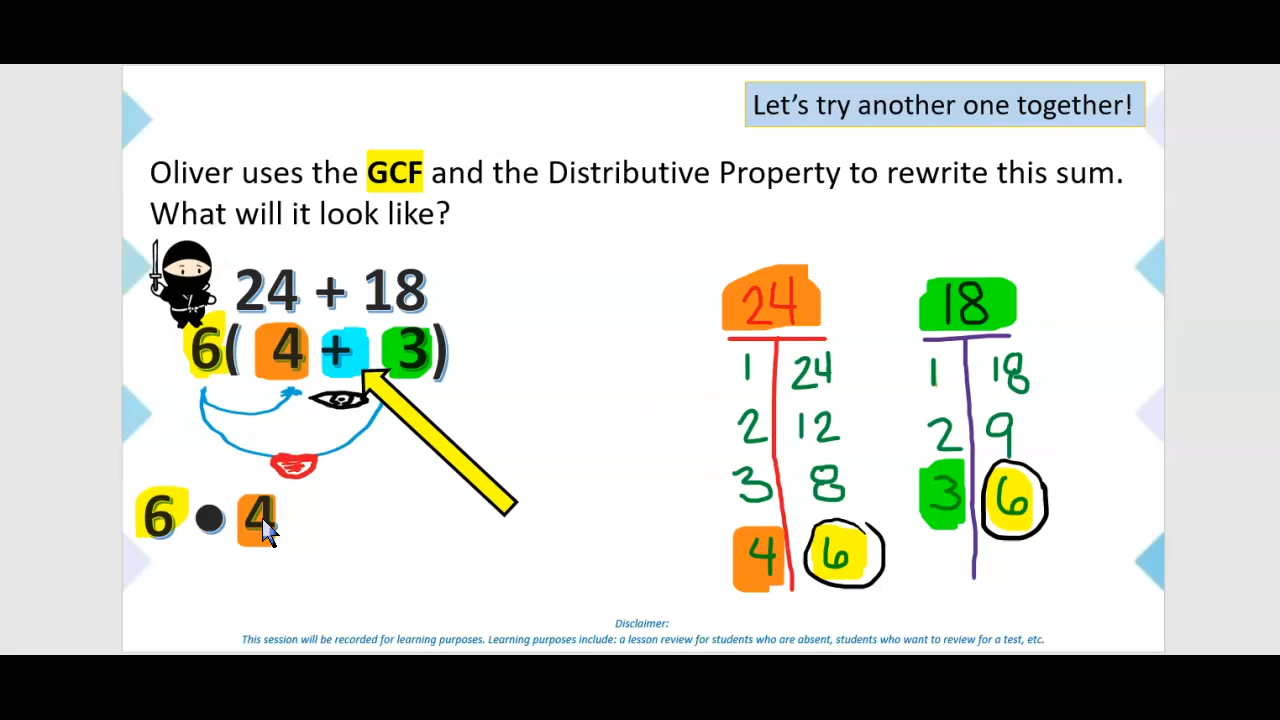 Let's try another one together!
Oliver uses the GCF and the Distributive Property to rewrite this sum.
What will it look like?
24 + 18
6( 4 + 3)
6 • 4
24
1 24
2 12
3 8
4 6
18
1 18
2 9
3 6
Disclaimer:
This session will be recorded for learning purposes. Learning purposes include: a lesson review for students who are absent, students who want to review for a test, etc.